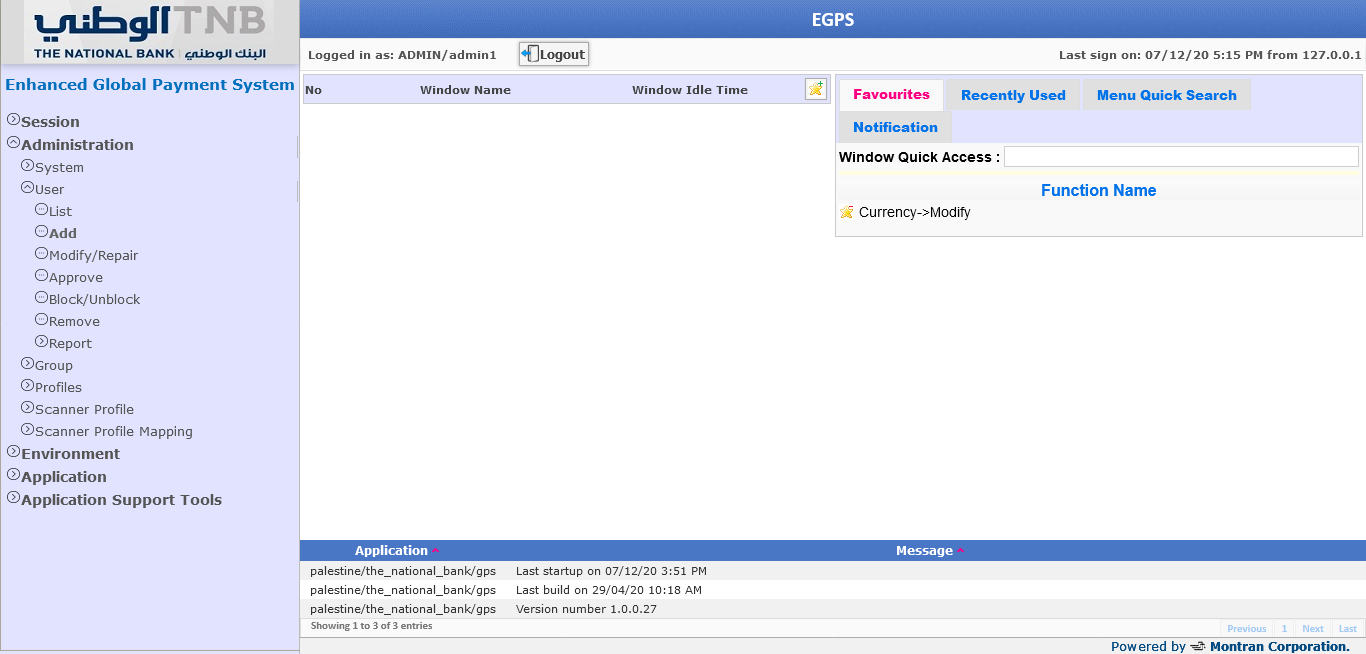 الوطني TNB
THE NATIONAL BANK | البنك الوطني
Enhanced Global Payment System
Session
Administration
System
User
List
Add
Modify/Repair
Approve
Block/Unblock
Remove
Report
Group
Profiles
Scanner Profile
Scanner Profile Mapping
Environment
Application
Application Support Tools
EGPS
Logged in as: ADMIN/admin1 Logout Last sign on: 07/12/20 5:15 PM from 127.0.0.1
No Window Name Window Idle Time
Favourites Recently Used Menu Quick Search
Notification
Window Quick Access :
Function Name
Currency->Modify
Application Message
palestine/the_national_bank/gps Last startup on 07/12/20 3:51 PM
palestine/the_national_bank/gps Last build on 29/04/20 10:18 AM
palestine/the_national_bank/gps Version number 1.0.0.27
Showing 1 to 3 of 3 entries Previous 1 Next Last
Powered by Montran Corporation.